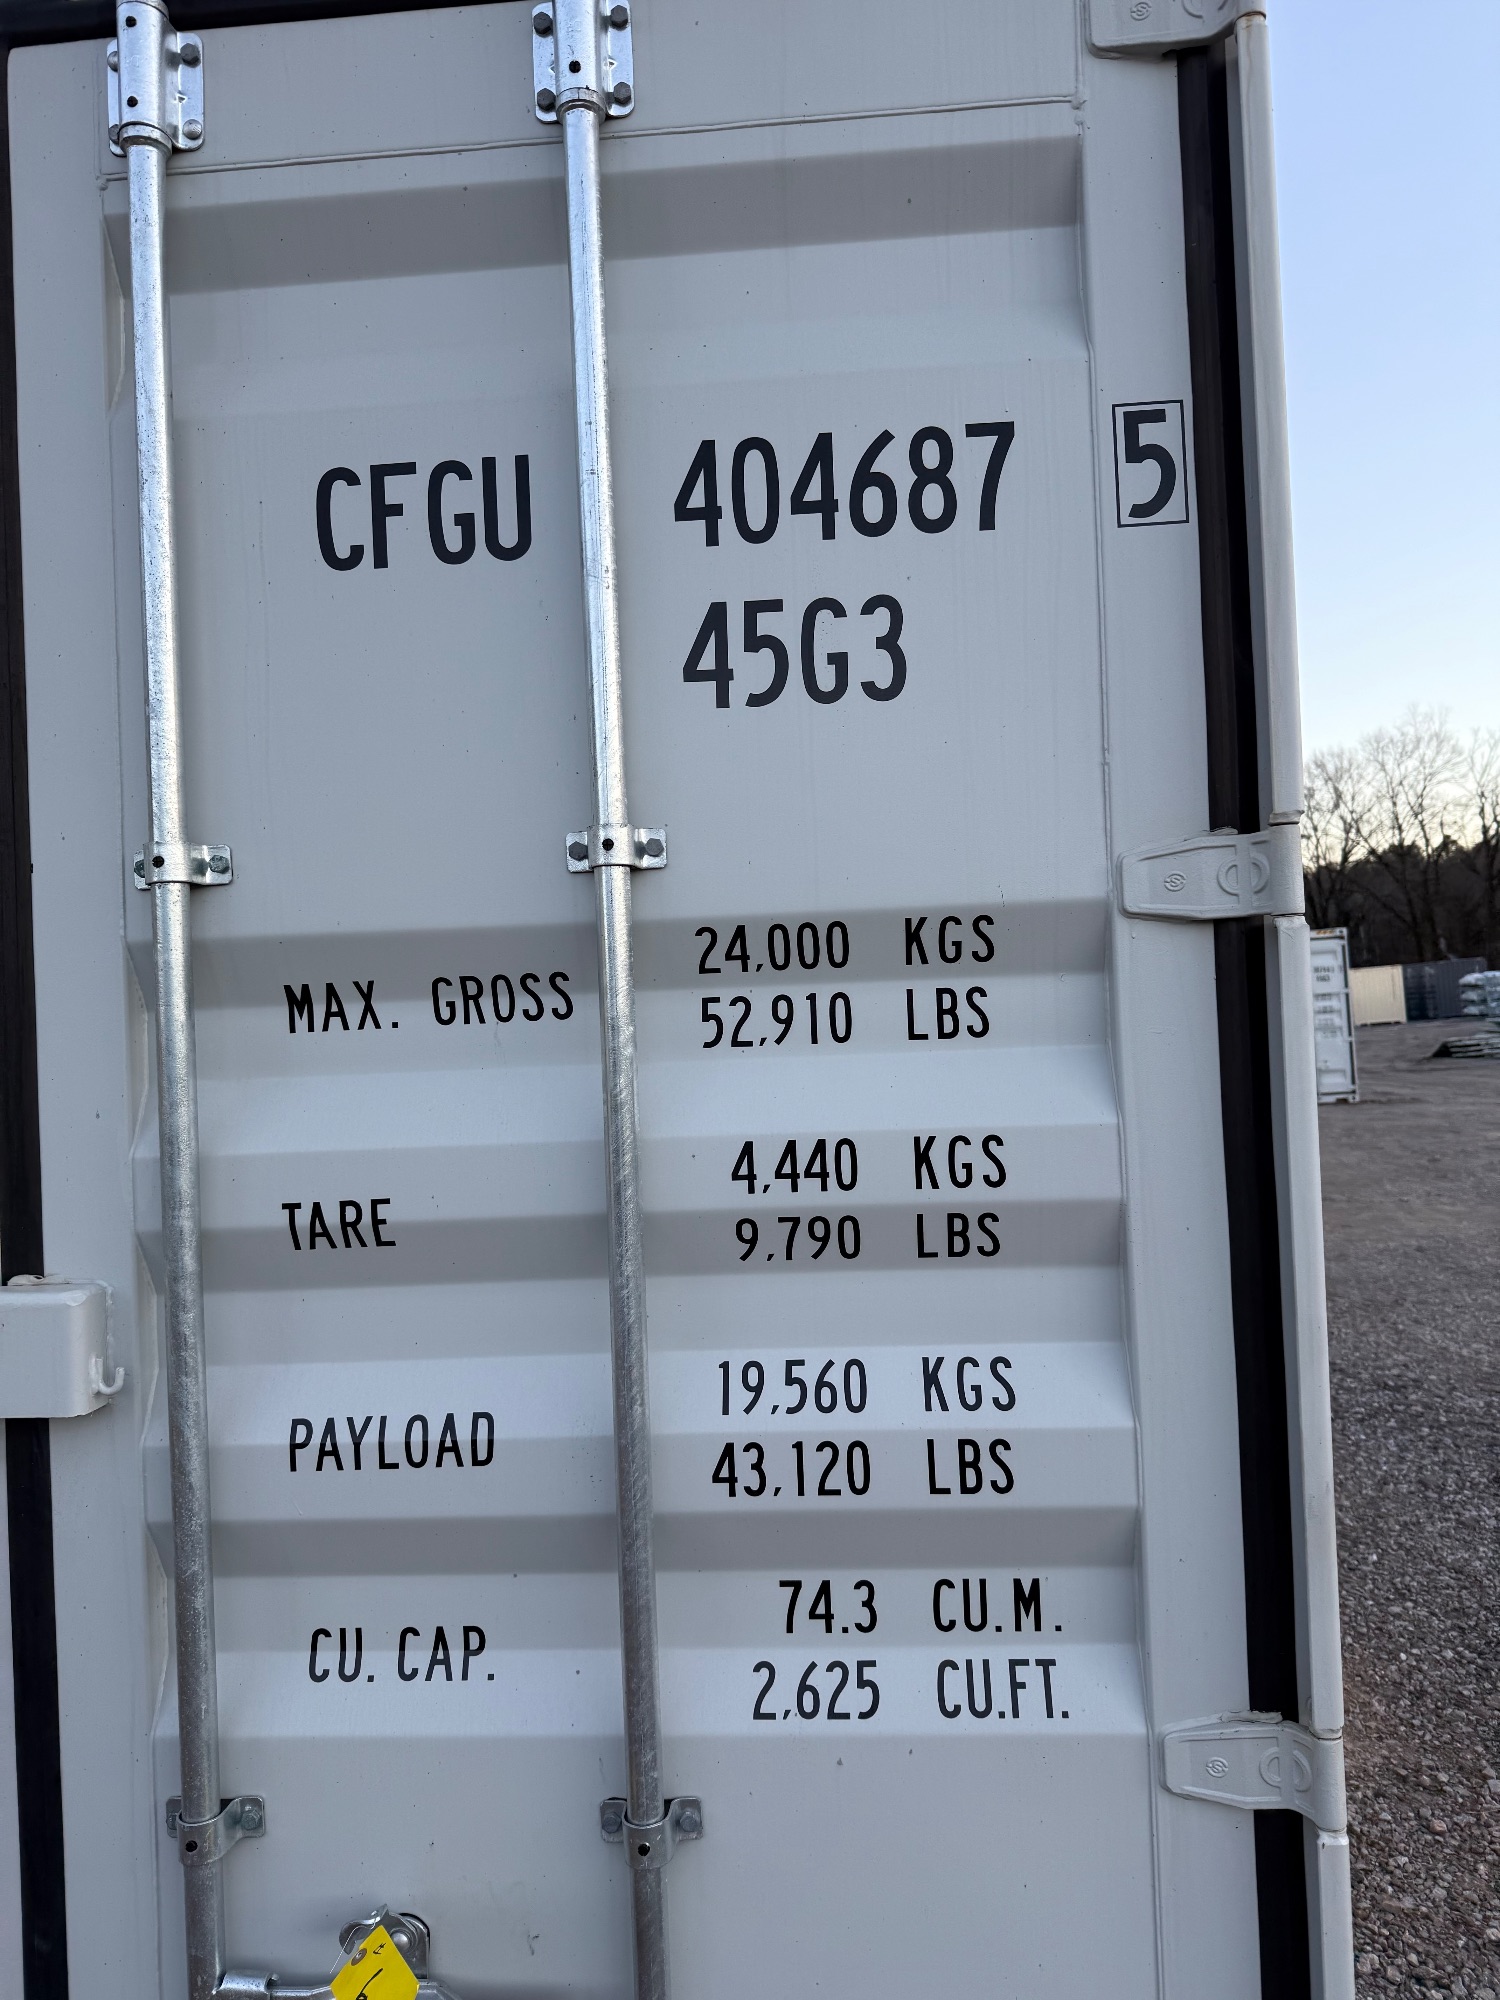 CFGU 404687 5
45G3
MAX. GROSS 24,000 KGS
52,910 LBS
TARE 4,440 KGS
9,790 LBS
PAYLOAD 19,560 KGS
43,120 LBS
CU. CAP. 74.3 CU.M.
2,625 CU.FT.